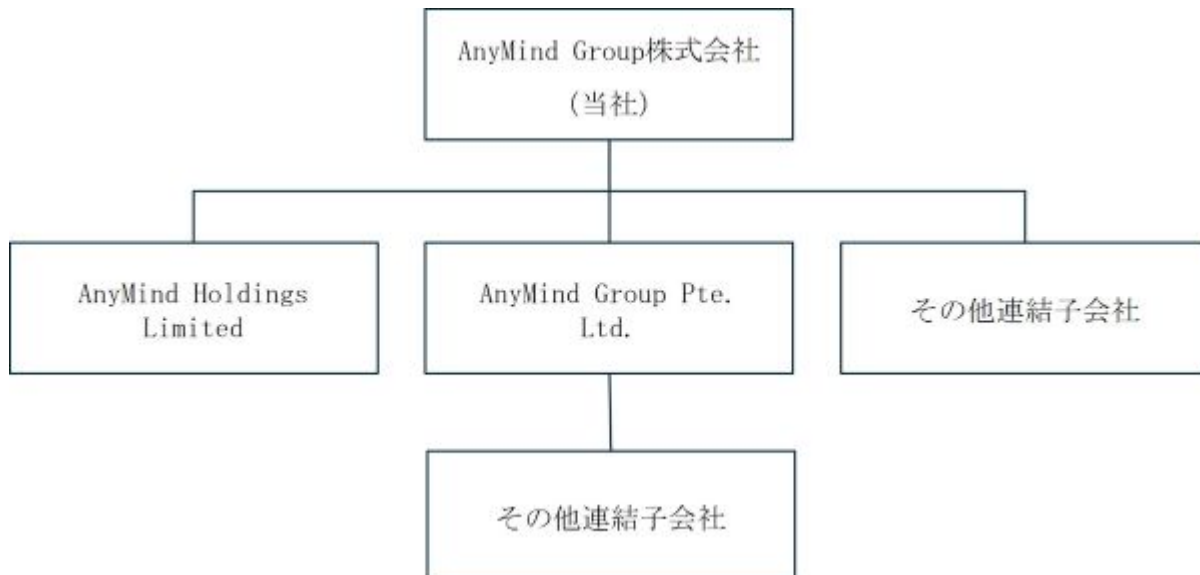 AnyMind Group株式会社
(当社)
AnyMind Holdings
Limited
AnyMind Group Pte.
Ltd.
その他連結子会社
その他連結子会社